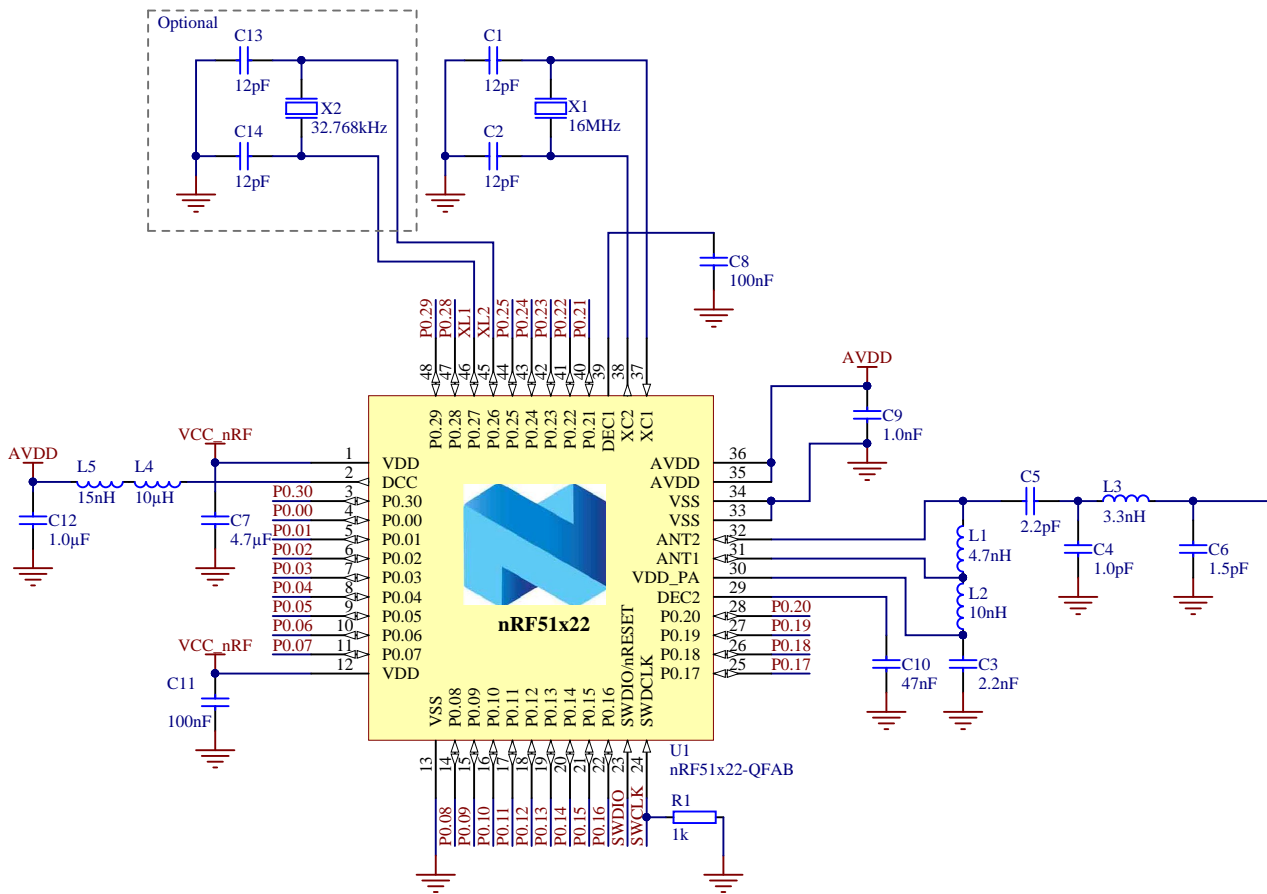 Optional
C13
12pF
X2
32.768kHz
C14
12pF
C1
12pF
X1
16MHz
C2
12pF
C8
100nF
P0.29
P0.28
XL1
XL2
P0.25
P0.24
P0.23
P0.22
P0.21
48
47
46
45
44
43
42
41
40
39
38
37
P0.29
P0.28
P0.27
P0.26
P0.25
P0.24
P0.23
P0.22
P0.21
DEC1
XC2
XC1
AVDD
C9
1.0nF
VCC_nRF
AVDD
L5
15nH
L4
10µH
C12
1.0µF
C7
4.7µF
1 VDD
2 DCC
P0.30 3 P0.30
P0.00 4 P0.00
P0.01 5 P0.01
P0.02 6 P0.02
P0.03 7 P0.03
P0.04 8 P0.04
P0.05 9 P0.05
P0.06 10 P0.06
P0.07 11 P0.07
12 VDD
VCC_nRF
C11
100nF
nRF51x22
AVDD 36
AVDD 35
VSS 34
VSS 33
ANT2 32
ANT1 31
VDD_PA 30
DEC2 29
P0.20 28 P0.20
P0.19 27 P0.19
P0.18 26 P0.18
P0.17 25 P0.17
C5
2.2pF
L3
3.3nH
L1
4.7nH
C4
1.0pF
C6
1.5pF
L2
10nH
C10
47nF
C3
2.2nF
VSS
P0.08
P0.09
P0.10
P0.11
P0.12
P0.13
P0.14
P0.15
P0.16
SWDIO/nRESET
SWDCLK
13
14
15
16
17
18
19
20
21
22
23
24
P0.08
P0.09
P0.10
P0.11
P0.12
P0.13
P0.14
P0.15
P0.16
SWDIO
SWCLK
U1
nRF51x22-QFAB
R1
1k